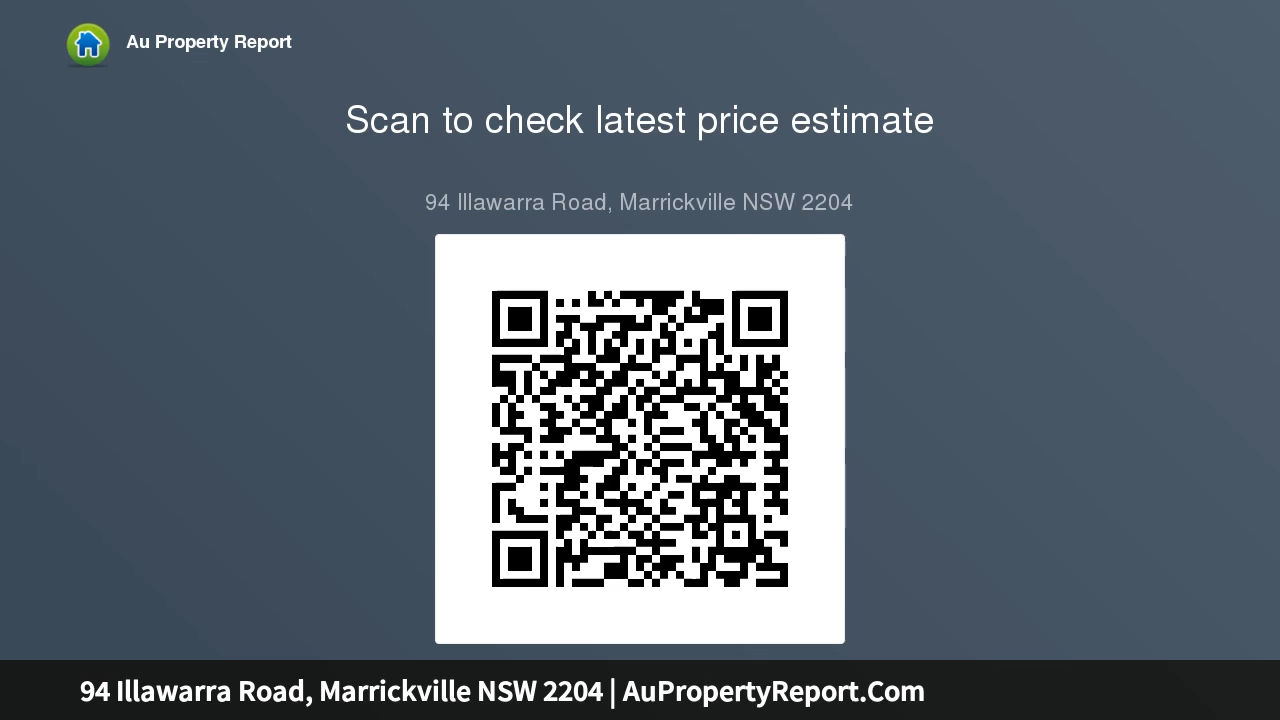 Au Property Report
Scan to check latest price estimate
94 Illawarra Road, Marrickville NSW 2204
94 Illawarra Road, Marrickville NSW 2204 | AuPropertyReport.Com